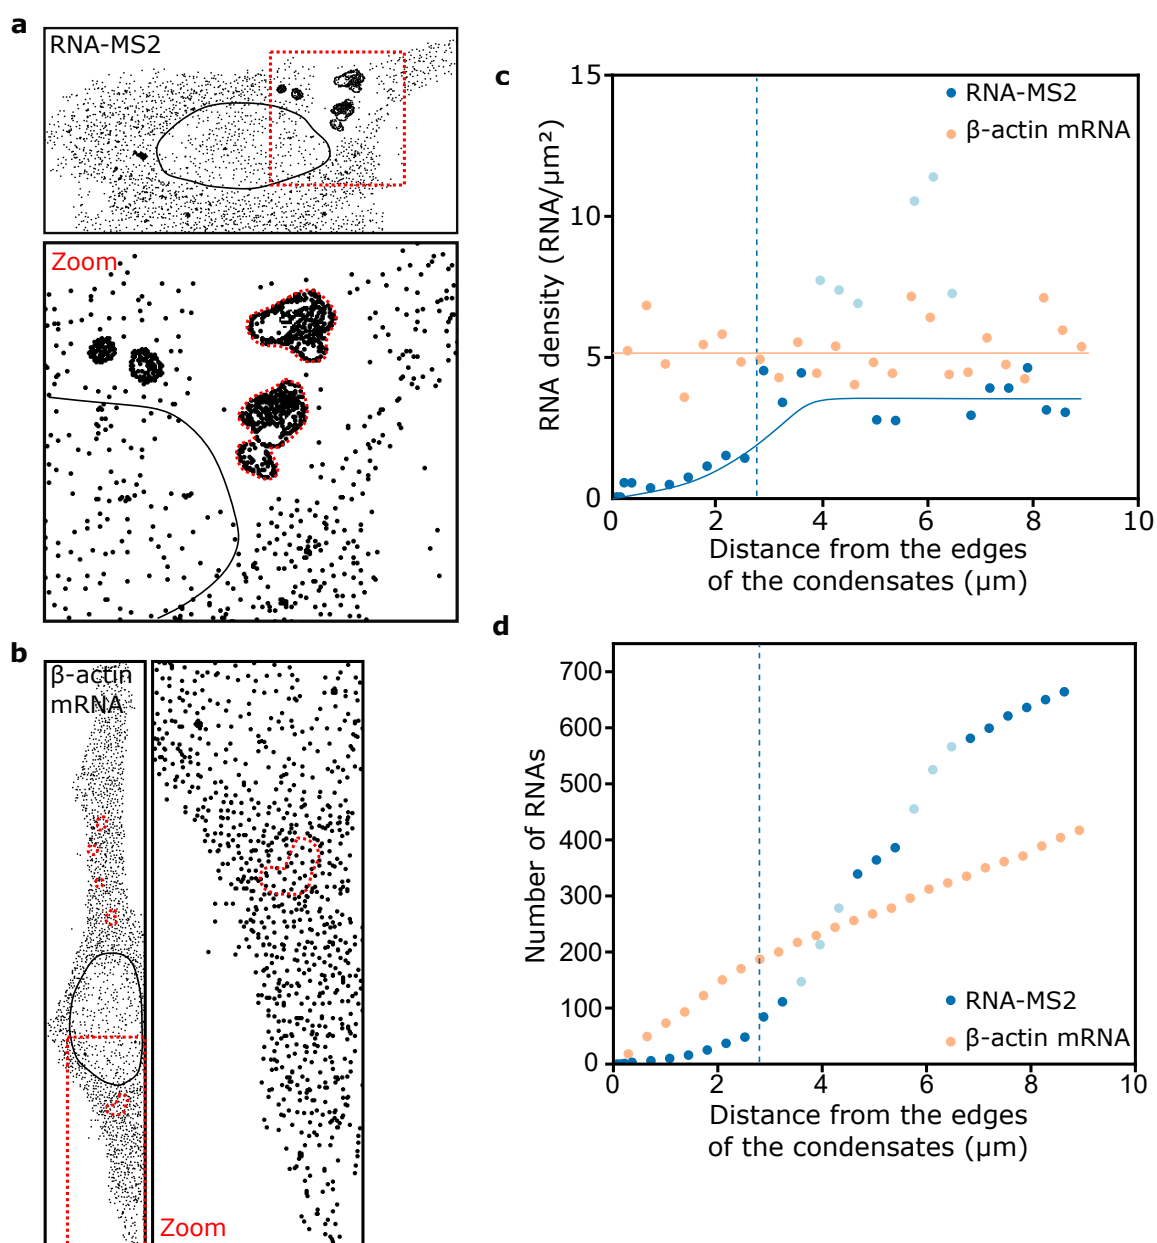 a
RNA-MS2
Zoom
b
β-actin
mRNA
Zoom
c
15
10
5
0
RNA density (RNA/μm²)
RNA-MS2
β-actin mRNA
0 2 4 6 8 10
Distance from the edges
of the condensates (μm)
d
700
600
500
400
300
200
100
0
Number of RNAs
RNA-MS2
β-actin mRNA
0 2 4 6 8 10
Distance from the edges
of the condensates (μm)